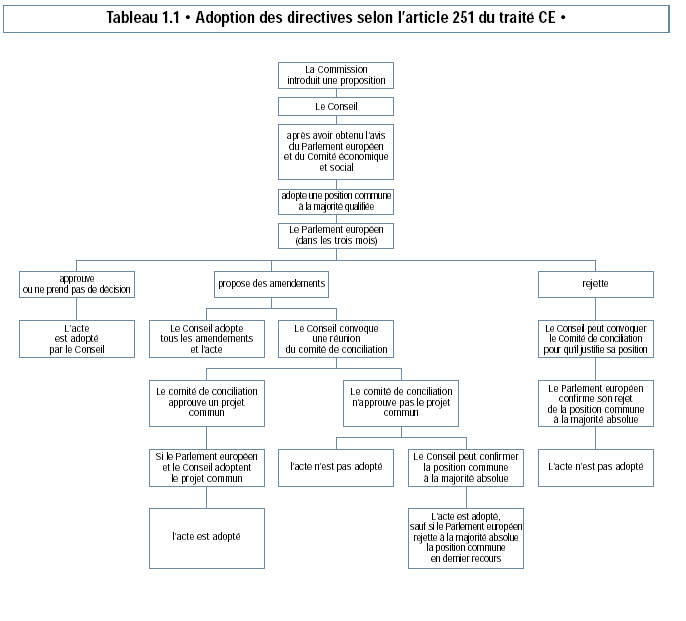 Tableau 1.1 • Adoption des directives selon l'article 251 du traité CE •
La Commission
introduit une proposition
Le Conseil
après avoir obtenu l'avis
du Parlement européen
et du Comité économique
et social
adopte une position commune
à la majorité qualifiée
Le Parlement européen
(dans les trois mois)
approuve
ou ne prend pas de décision
propose des amendements
rejette
L'acte
est adopté
par le Conseil
Le Conseil adopte
tous les amendements
et l'acte
Le Conseil convoque
une réunion
du comité de conciliation
Le Conseil peut convoquer
le Comité de conciliation
pour qu'il justifie sa position
Le comité de conciliation
approuve un projet
commun
Le comité de conciliation
n'approuve pas le projet
commun
Le Parlement européen
confirme son rejet
de la position commune
à la majorité absolue
Si le Parlement européen
et le Conseil adoptent
le projet commun
l'acte n'est pas adopté
Le Conseil peut confirmer
la position commune
à la majorité absolue
L'acte n'est pas adopté
l'acte est adopté
L'acte est adopté,
sauf si le Parlement européen
rejette à la majorité absolue
la position commune
en dernier recours